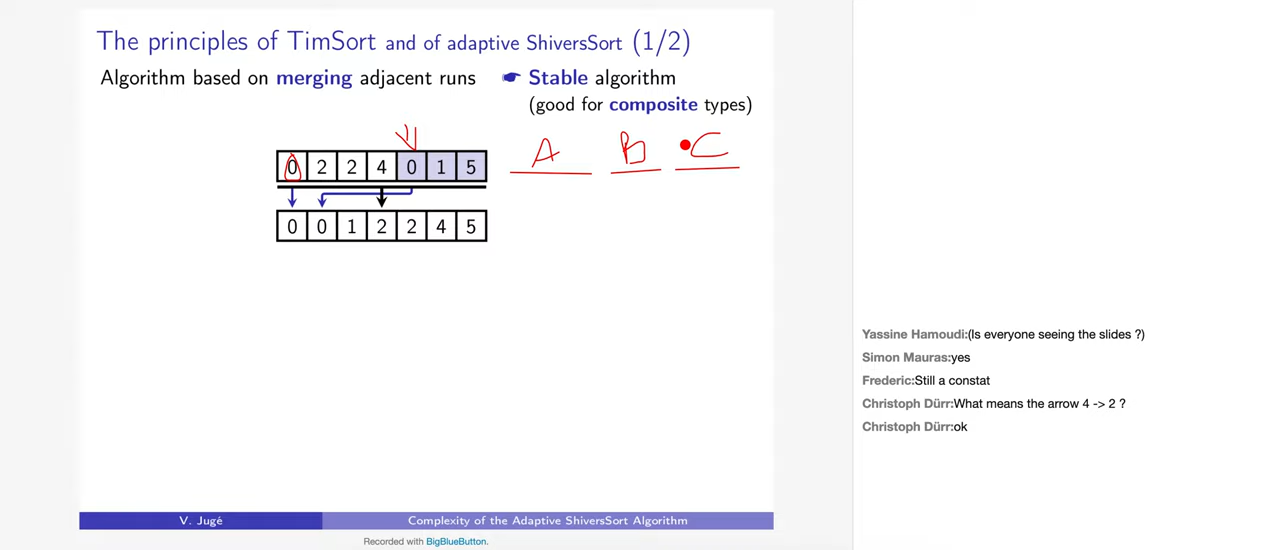 The principles of TimSort and of adaptive ShiversSort (1/2)
Algorithm based on merging adjacent runs
☛ Stable algorithm
(good for composite types)
A B C
0 2 2 4 0 1 5
0 0 1 2 2 4 5
Yassine Hamoudi:(Is everyone seeing the slides ?)
Simon Mauras:yes
Frederic:Still a constat
Christoph Dürr:What means the arrow 4 -> 2 ?
Christoph Dürr:ok
V. Jugé
Complexity of the Adaptive ShiversSort Algorithm
Recorded with BigBlueButton.